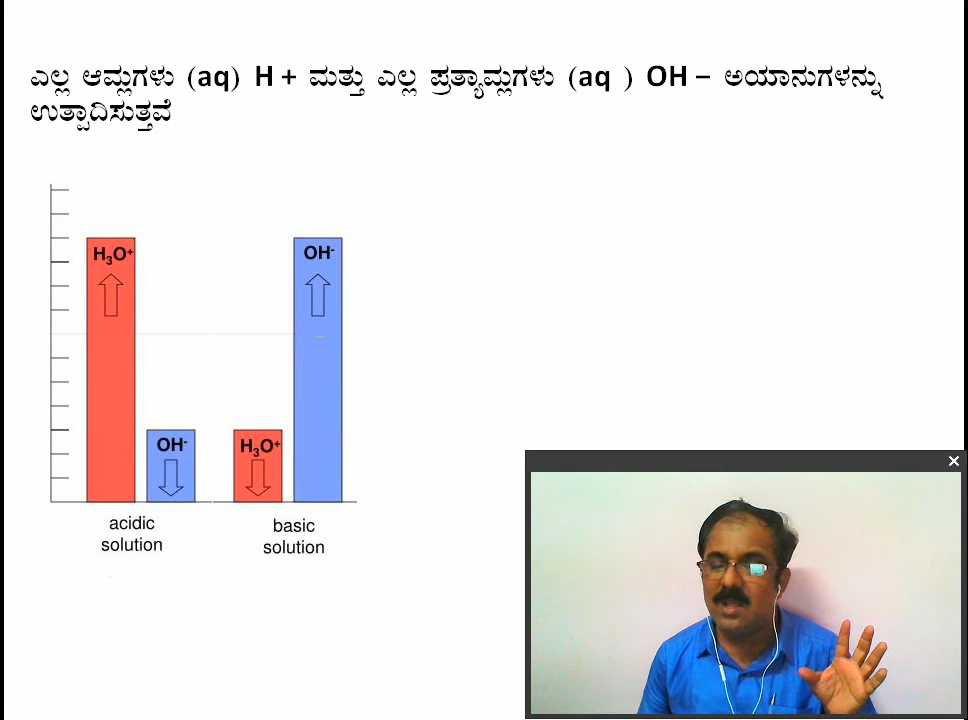 ಎಲ್ಲ ಆಮ್ಲಗಳು (aq) H + ಮತ್ತು ಎಲ್ಲ ಪ್ರತ್ಯಾಮ್ಲಗಳು (aq ) OH – ಅಯಾನುಗಳನ್ನು
ಉತ್ಪಾದಿಸುತ್ತವೆ
H₃O⁺
OH⁻
OH⁻
H₃O⁺
acidic
solution
basic
solution